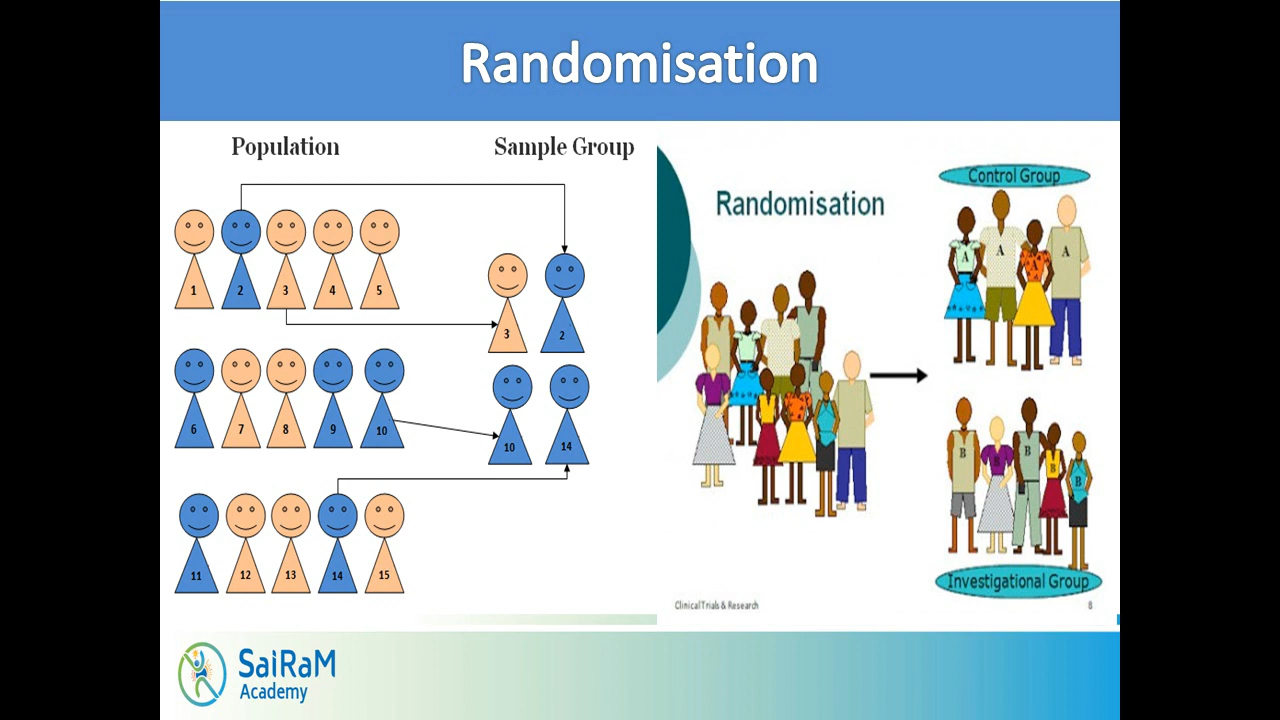 Randomisation
Population
Sample Group
1 2 3 4 5
3 2
6 7 8 9 10
10 14
11 12 13 14 15
Randomisation
Control Group
A A A A
B B B B B
Investigational Group
Clinical Trials & Research
8
SaiRaM
Academy